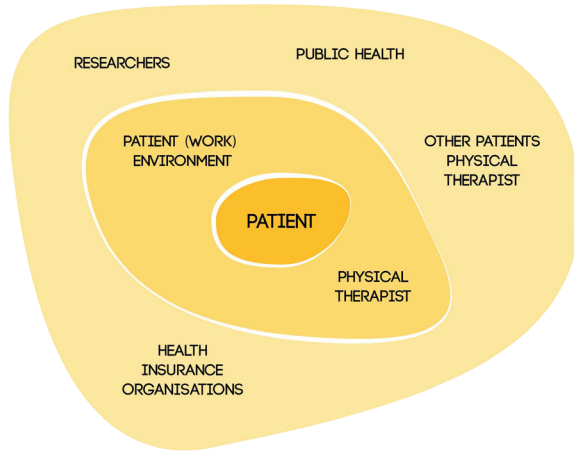 RESEARCHERS
PUBLIC HEALTH
PATIENT (WORK)
ENVIRONMENT
OTHER PATIENTS
PHYSICAL
THERAPIST
PATIENT
PHYSICAL
THERAPIST
HEALTH
INSURANCE
ORGANISATIONS